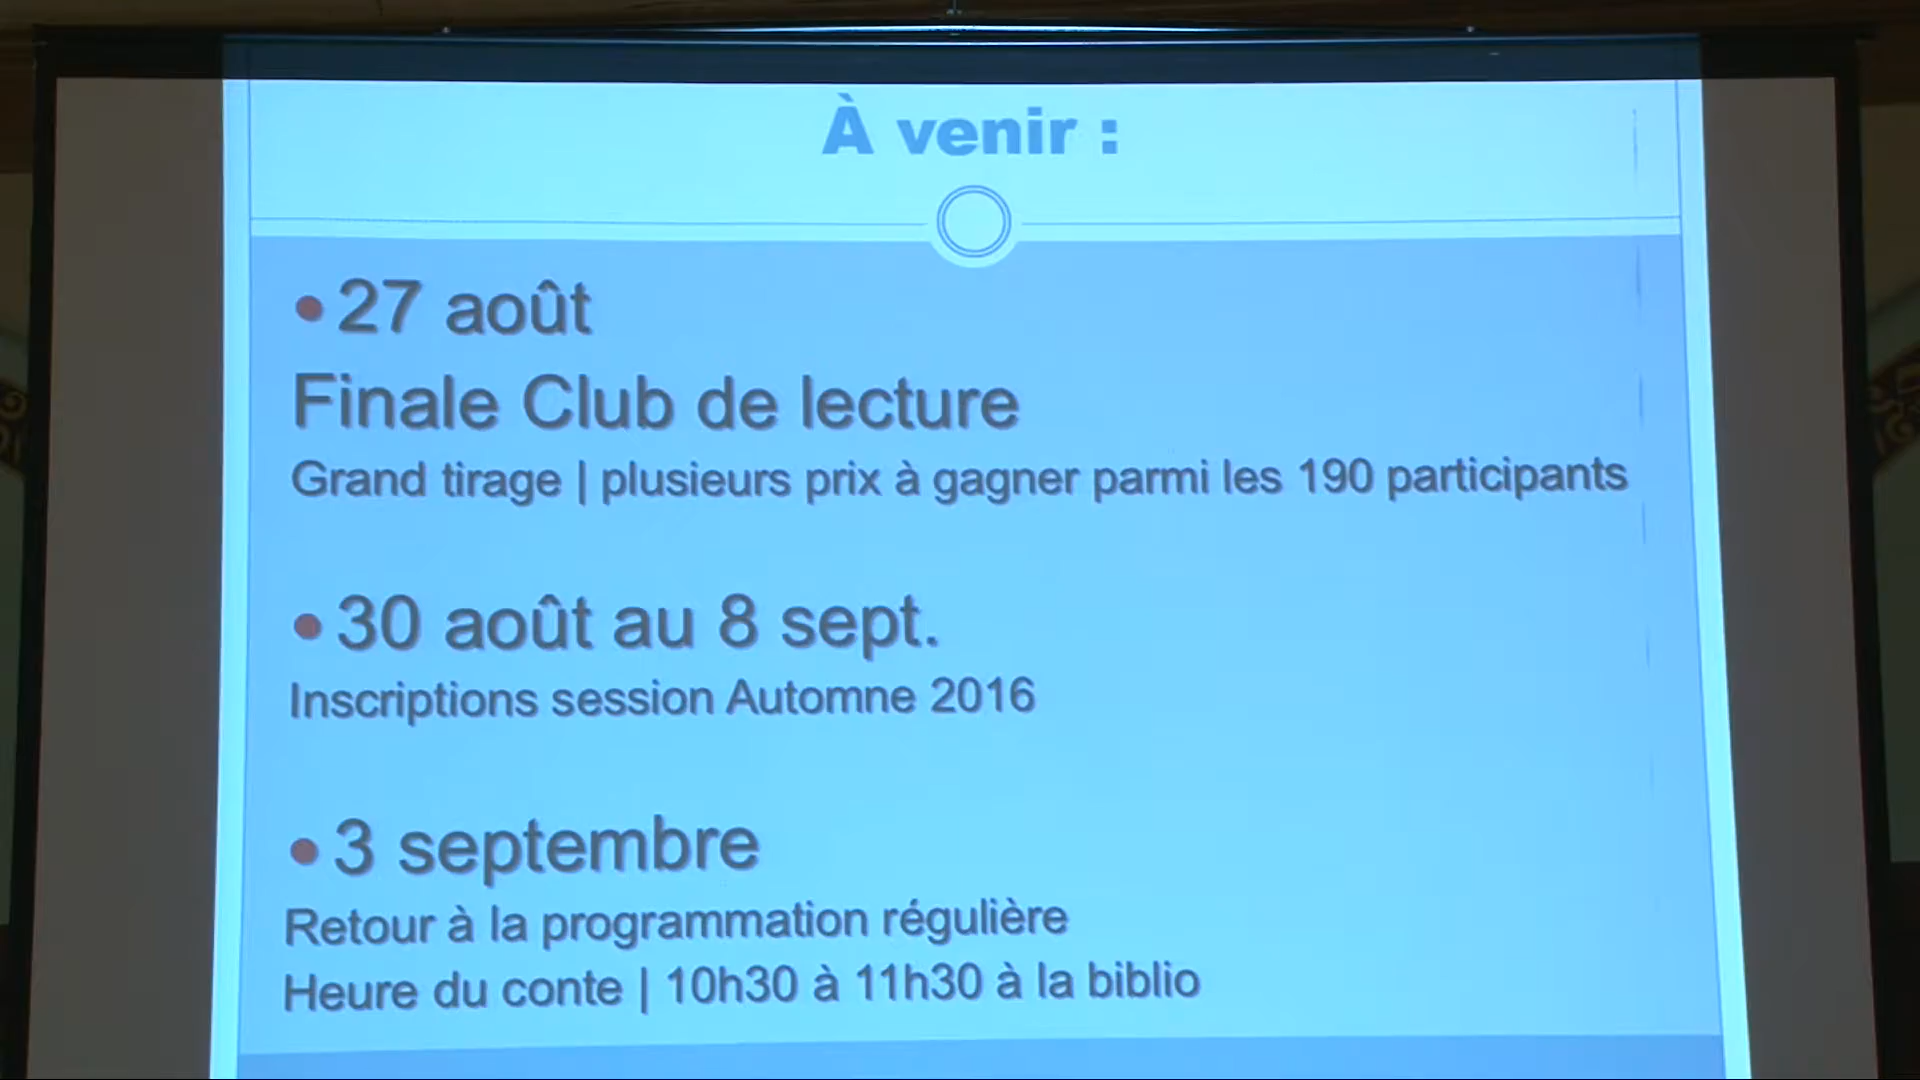 À venir :
• 27 août
Finale Club de lecture
Grand tirage | plusieurs prix à gagner parmi les 190 participants
• 30 août au 8 sept.
Inscriptions session Automne 2016
• 3 septembre
Retour à la programmation régulière
Heure du conte | 10h30 à 11h30 à la biblio